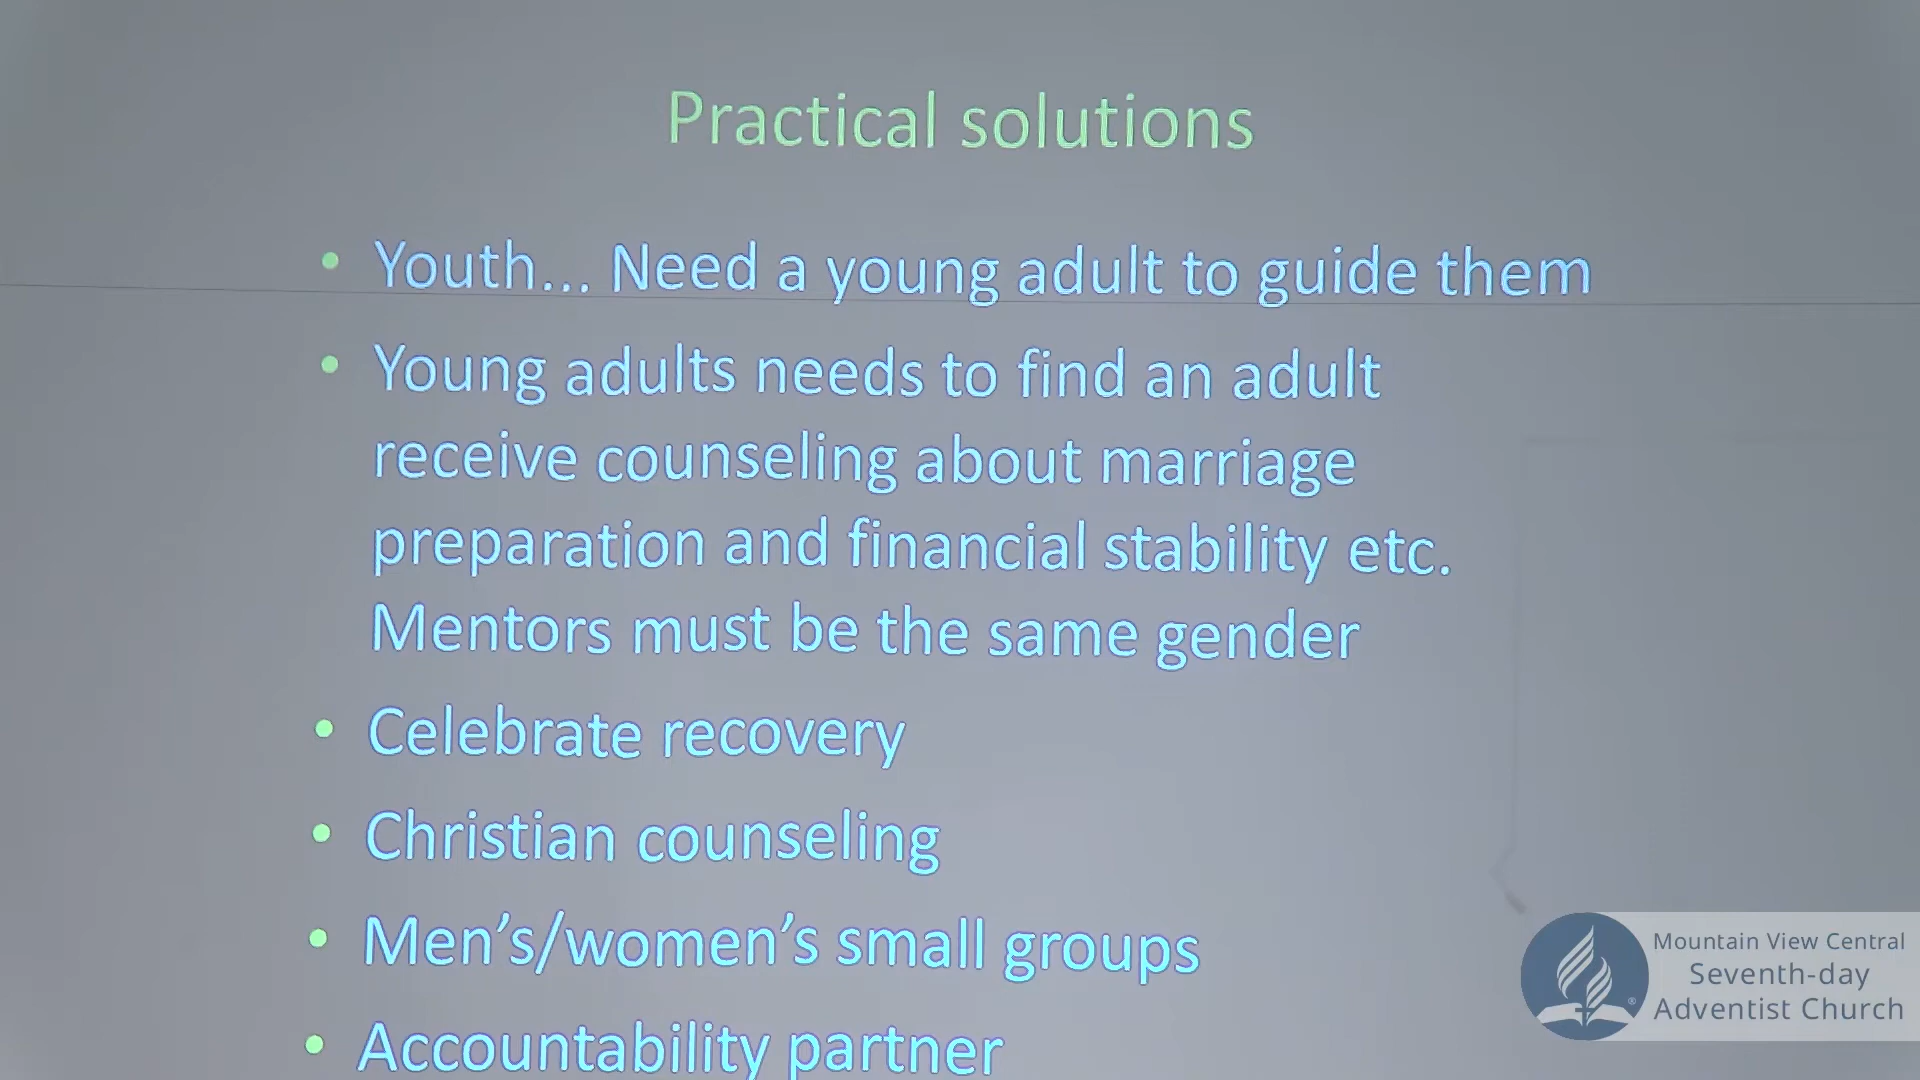 Practical solutions
• Youth... Need a young adult to guide them
• Young adults needs to find an adult
receive counseling about marriage
preparation and financial stability etc.
Mentors must be the same gender
• Celebrate recovery
• Christian counseling
• Men's/women's small groups
• Accountability partner
Mountain View Central
Seventh-day
Adventist Church